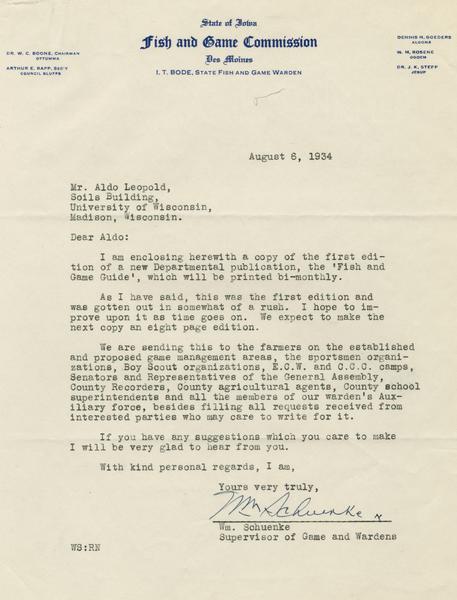 State of Iowa
Fish and Game Commission
Des Moines
I. T. BODE, STATE FISH AND GAME WARDEN
DR. W. C. BOONE, CHAIRMAN
OTTUMWA
ARTHUR E. RAPP, SEC'Y
COUNCIL BLUFFS
DENNIS H. GOEDERS
ALGONA
W. M. ROSENE
OGDEN
DR. J. K. STEPP
JESUP
August 6, 1934
Mr. Aldo Leopold,
Soils Building,
University of Wisconsin,
Madison, Wisconsin.
Dear Aldo:
I am enclosing herewith a copy of the first edi-
tion of a new Departmental publication, the 'Fish and
Game Guide', which will be printed bi-monthly.
As I have said, this was the first edition and
was gotten out in somewhat of a rush. I hope to im-
prove upon it as time goes on. We expect to make the
next copy an eight page edition.
We are sending this to the farmers on the established
and proposed game management areas, the sportsmen organi-
zations, Boy Scout organizations, E.C.W. and C.C.C. camps,
Senators and Representatives of the General Assembly,
County Recorders, County agricultural agents, County school
superintendents and all the members of our warden's Aux-
iliary force, besides filling all requests received from
interested parties who may care to write for it.
If you have any suggestions which you care to make
I will be very glad to hear from you.
With kind personal regards, I am,
Yours very truly,
Wm Schuenke
Wm. Schuenke
Supervisor of Game and Wardens
WS:RN